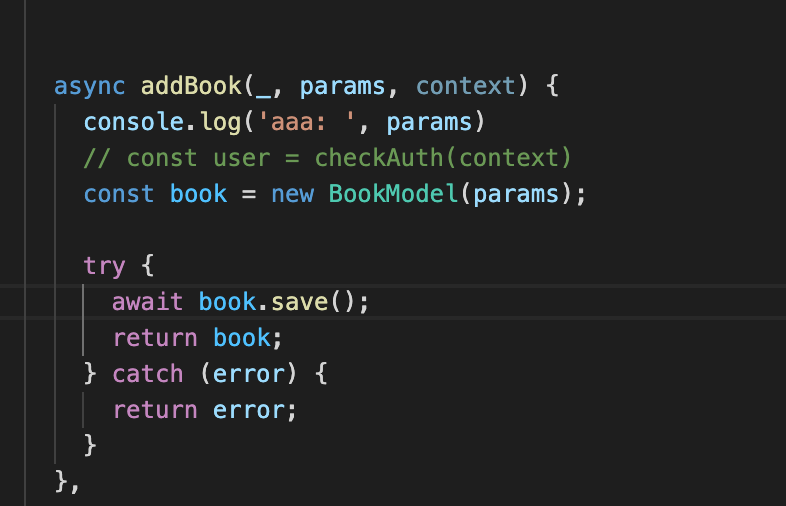 async addBook(_, params, context) {
console.log('aaa: ', params)
// const user = checkAuth(context)
const book = new BookModel(params);
try {
await book.save();
return book;
} catch (error) {
return error;
}
},